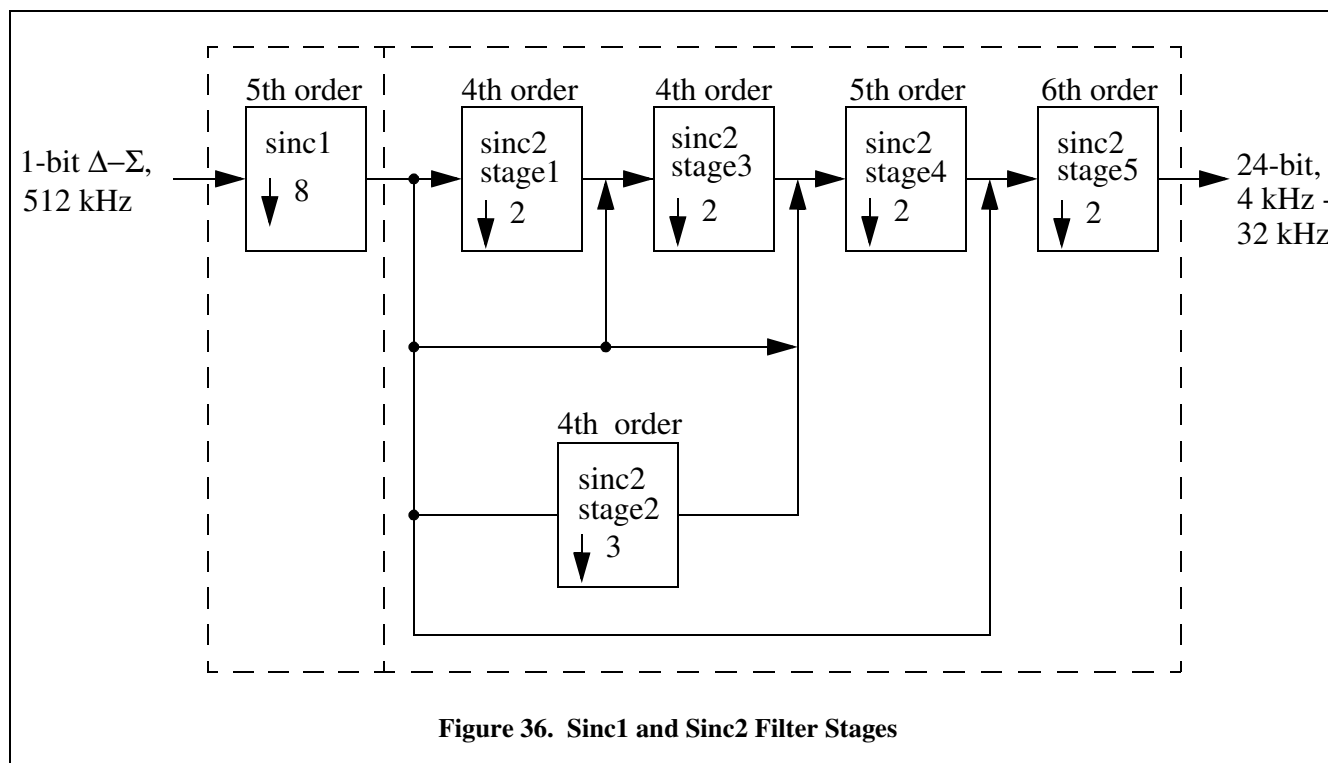 5th order
4th order
4th order
5th order
6th order
1-bit Δ–Σ,
512 kHz
sinc1
8
sinc2
stage1
2
sinc2
stage3
2
sinc2
stage4
2
sinc2
stage5
2
24-bit,
4 kHz -
32 kHz
4th order
sinc2
stage2
3
Figure 36. Sinc1 and Sinc2 Filter Stages